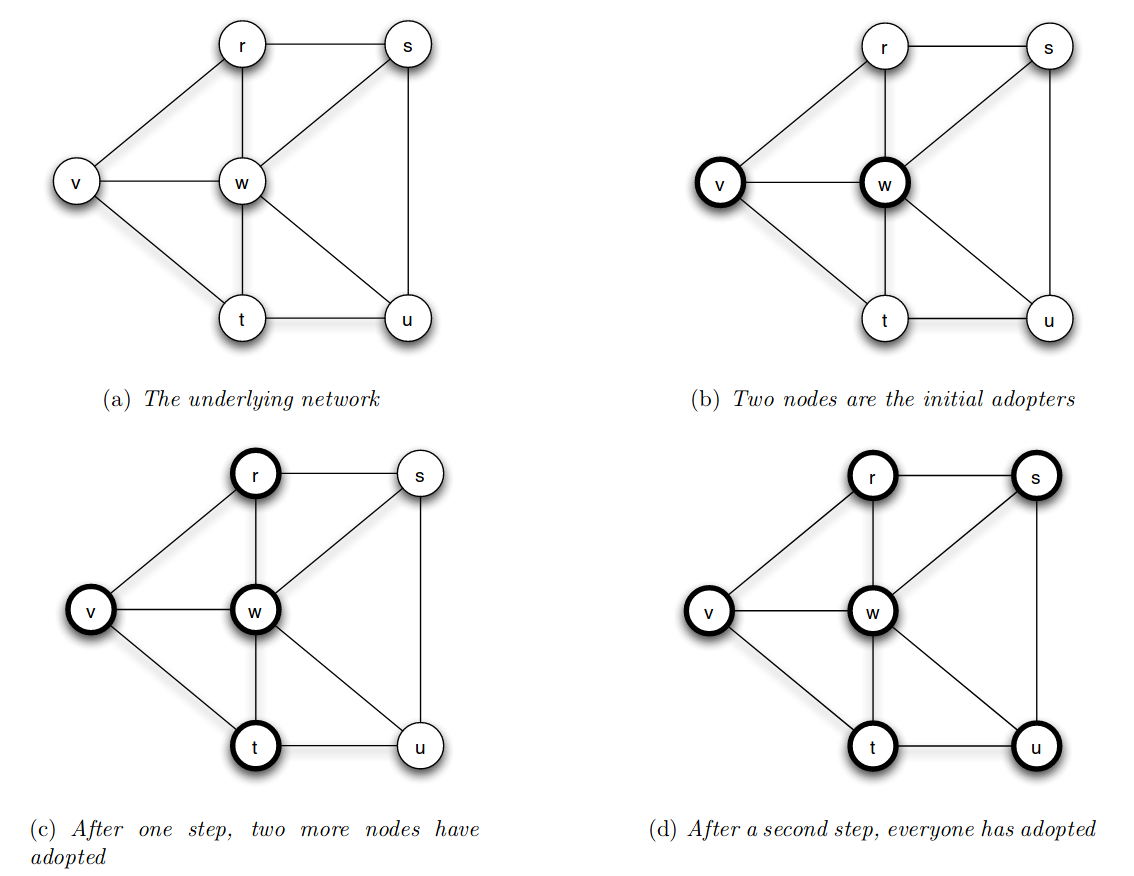 r s
v w
t u
(a) The underlying network
r s
v w
t u
(b) Two nodes are the initial adopters
r s
v w
t u
(c) After one step, two more nodes have
adopted
r s
v w
t u
(d) After a second step, everyone has adopted